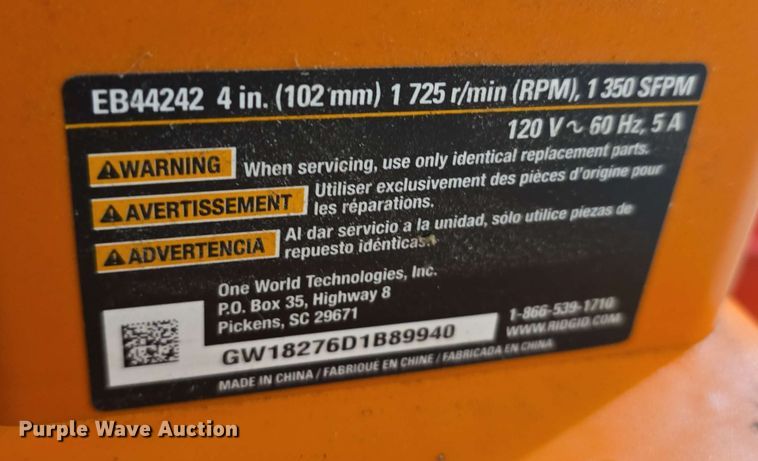 EB44242 4 in. (102 mm) 1 725 r/min (RPM), 1 350 SFPM
120 V ~ 60 Hz, 5 A
WARNING When servicing, use only identical replacement parts.
AVERTISSEMENT Utiliser exclusivement des pièces d'origine pour
les réparations.
ADVERTENCIA Al dar servicio a la unidad, sólo utilice piezas de
repuesto idénticas.
One World Technologies, Inc.
P.O. Box 35, Highway 8
Pickens, SC 29671
1-866-539-1710
WWW.RIDGID.COM
GW18276D1B89940
MADE IN CHINA / FABRIQUÉ EN CHINE / FABRICADA EN CHINA
Purple Wave Auction